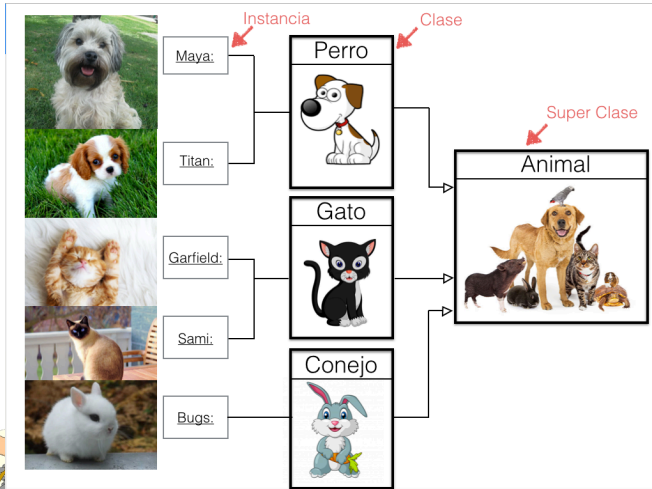 Instancia
Clase
Maya:
Perro
Super Clase
Titan:
Animal
Gato
Garfield:
Sami:
Conejo
Bugs: